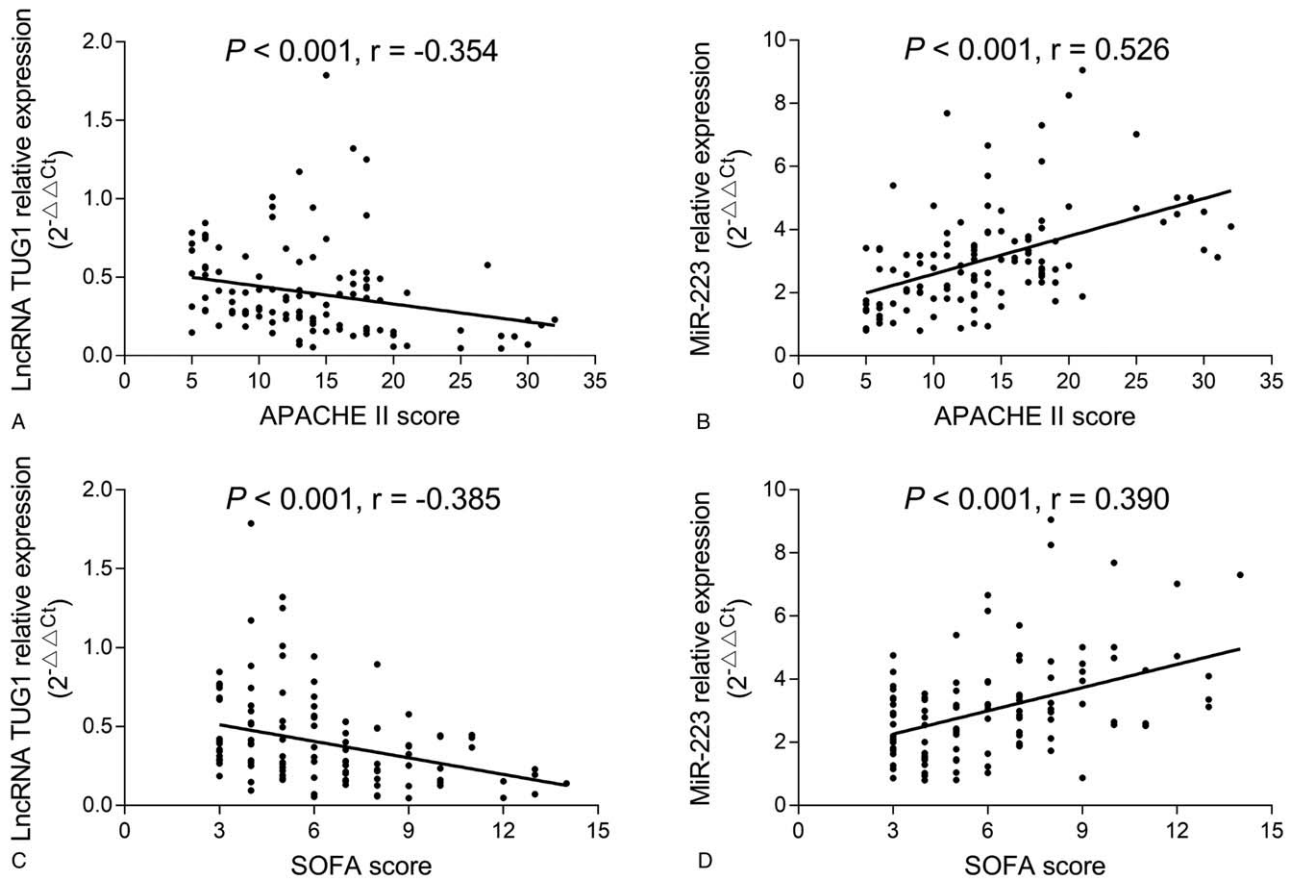 P < 0.001, r = -0.354
LncRNA TUG1 relative expression
(2^-△△Ct)
2.0
1.5
1.0
0.5
0.0
0 5 10 15 20 25 30 35
APACHE II score
A
P < 0.001, r = 0.526
MiR-223 relative expression
(2^-△△Ct)
10
8
6
4
2
0
0 5 10 15 20 25 30 35
APACHE II score
B
P < 0.001, r = -0.385
LncRNA TUG1 relative expression
(2^-△△Ct)
2.0
1.5
1.0
0.5
0.0
0 3 6 9 12 15
SOFA score
C
P < 0.001, r = 0.390
MiR-223 relative expression
(2^-△△Ct)
10
8
6
4
2
0
0 3 6 9 12 15
SOFA score
D